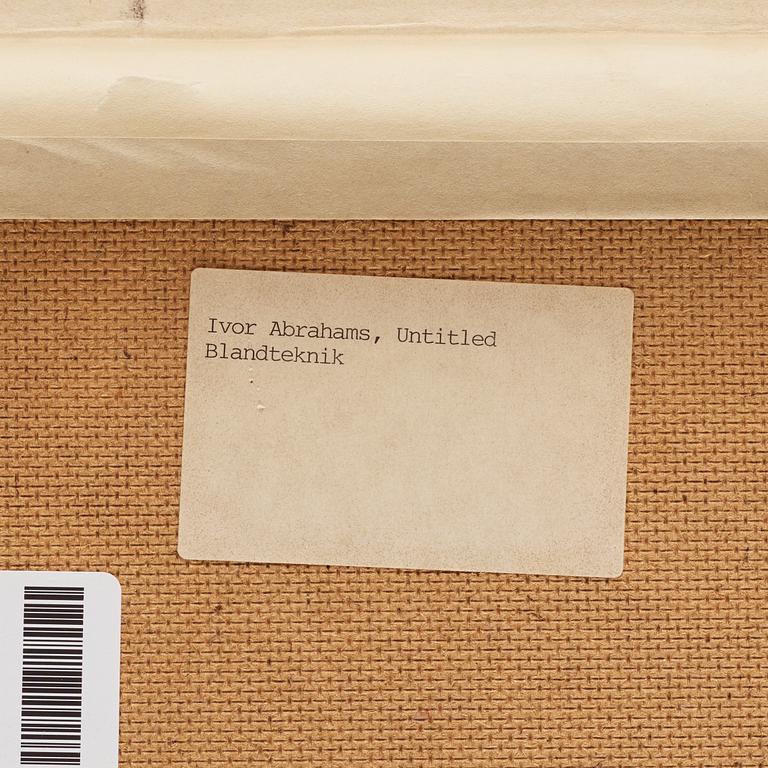 Ivor Abrahams, Untitled
Blandteknik